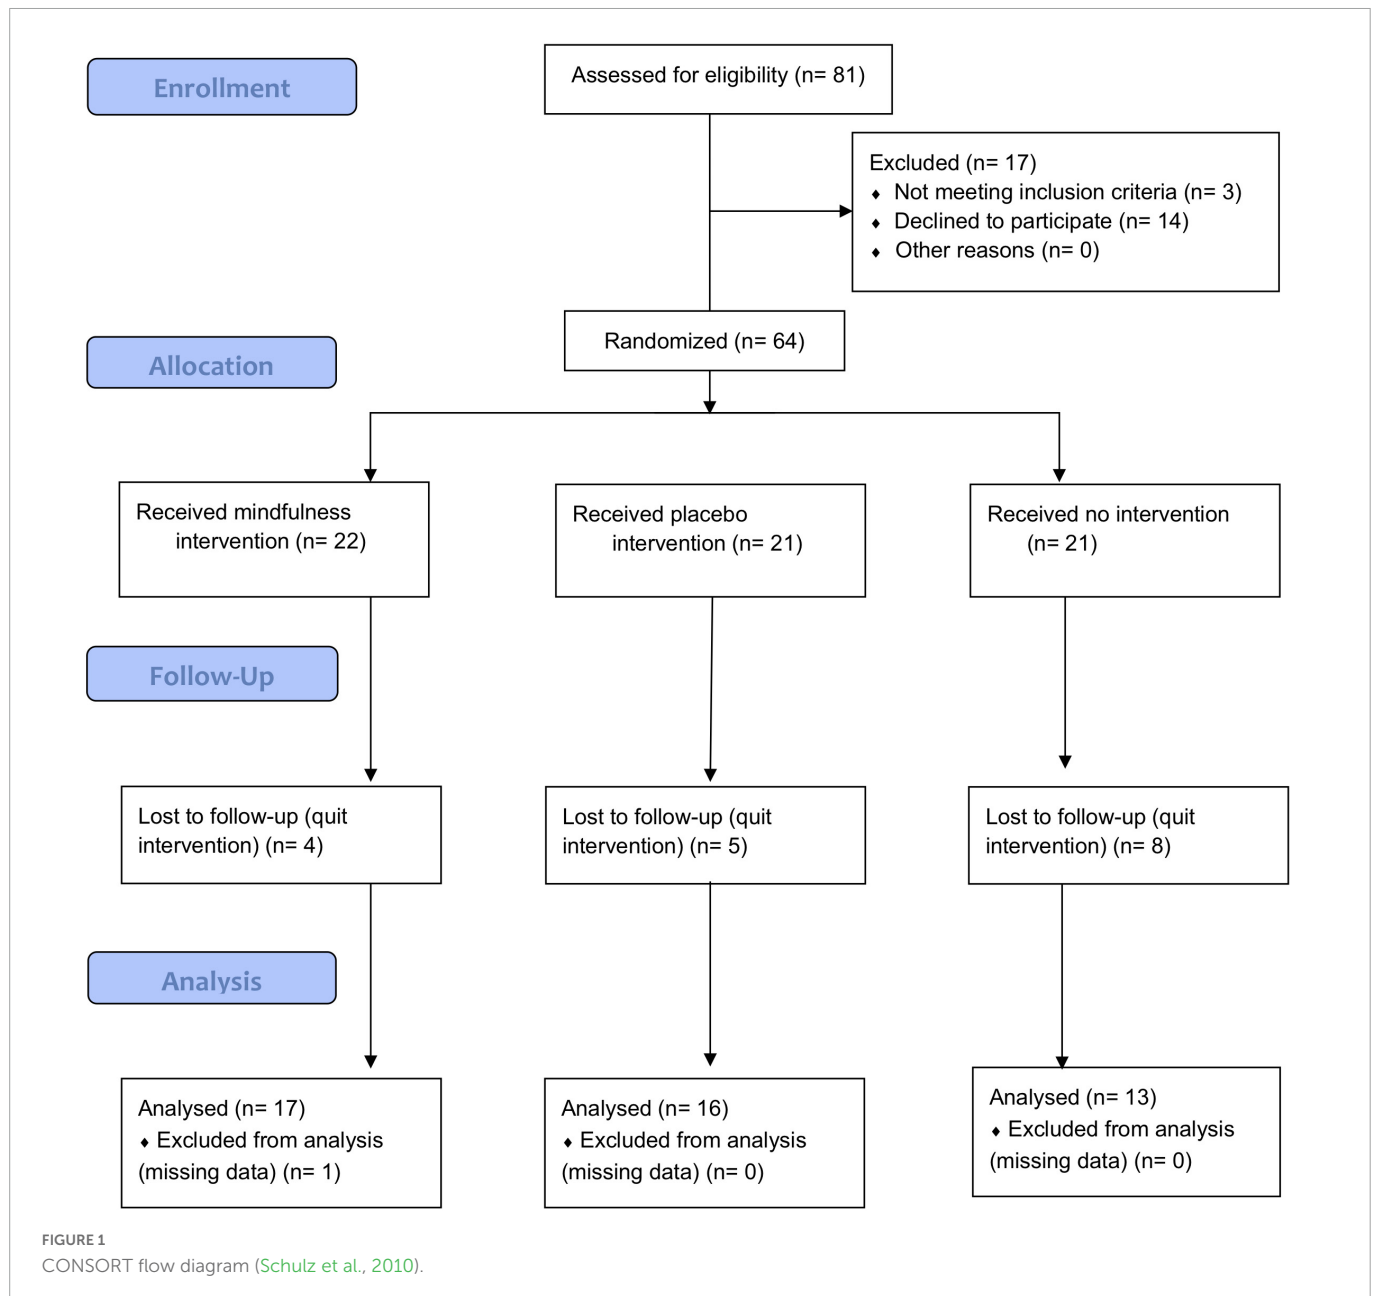 Enrollment
Assessed for eligibility (n= 81)
Excluded (n= 17)
♦ Not meeting inclusion criteria (n= 3)
♦ Declined to participate (n= 14)
♦ Other reasons (n= 0)
Randomized (n= 64)
Allocation
Received mindfulness
intervention (n= 22)
Received placebo
intervention (n= 21)
Received no intervention
(n= 21)
Follow-Up
Lost to follow-up (quit
intervention) (n= 4)
Lost to follow-up (quit
intervention) (n= 5)
Lost to follow-up (quit
intervention) (n= 8)
Analysis
Analysed (n= 17)
♦ Excluded from analysis
(missing data) (n= 1)
Analysed (n= 16)
♦ Excluded from analysis
(missing data) (n= 0)
Analysed (n= 13)
♦ Excluded from analysis
(missing data) (n= 0)
FIGURE 1
CONSORT flow diagram (Schulz et al., 2010).